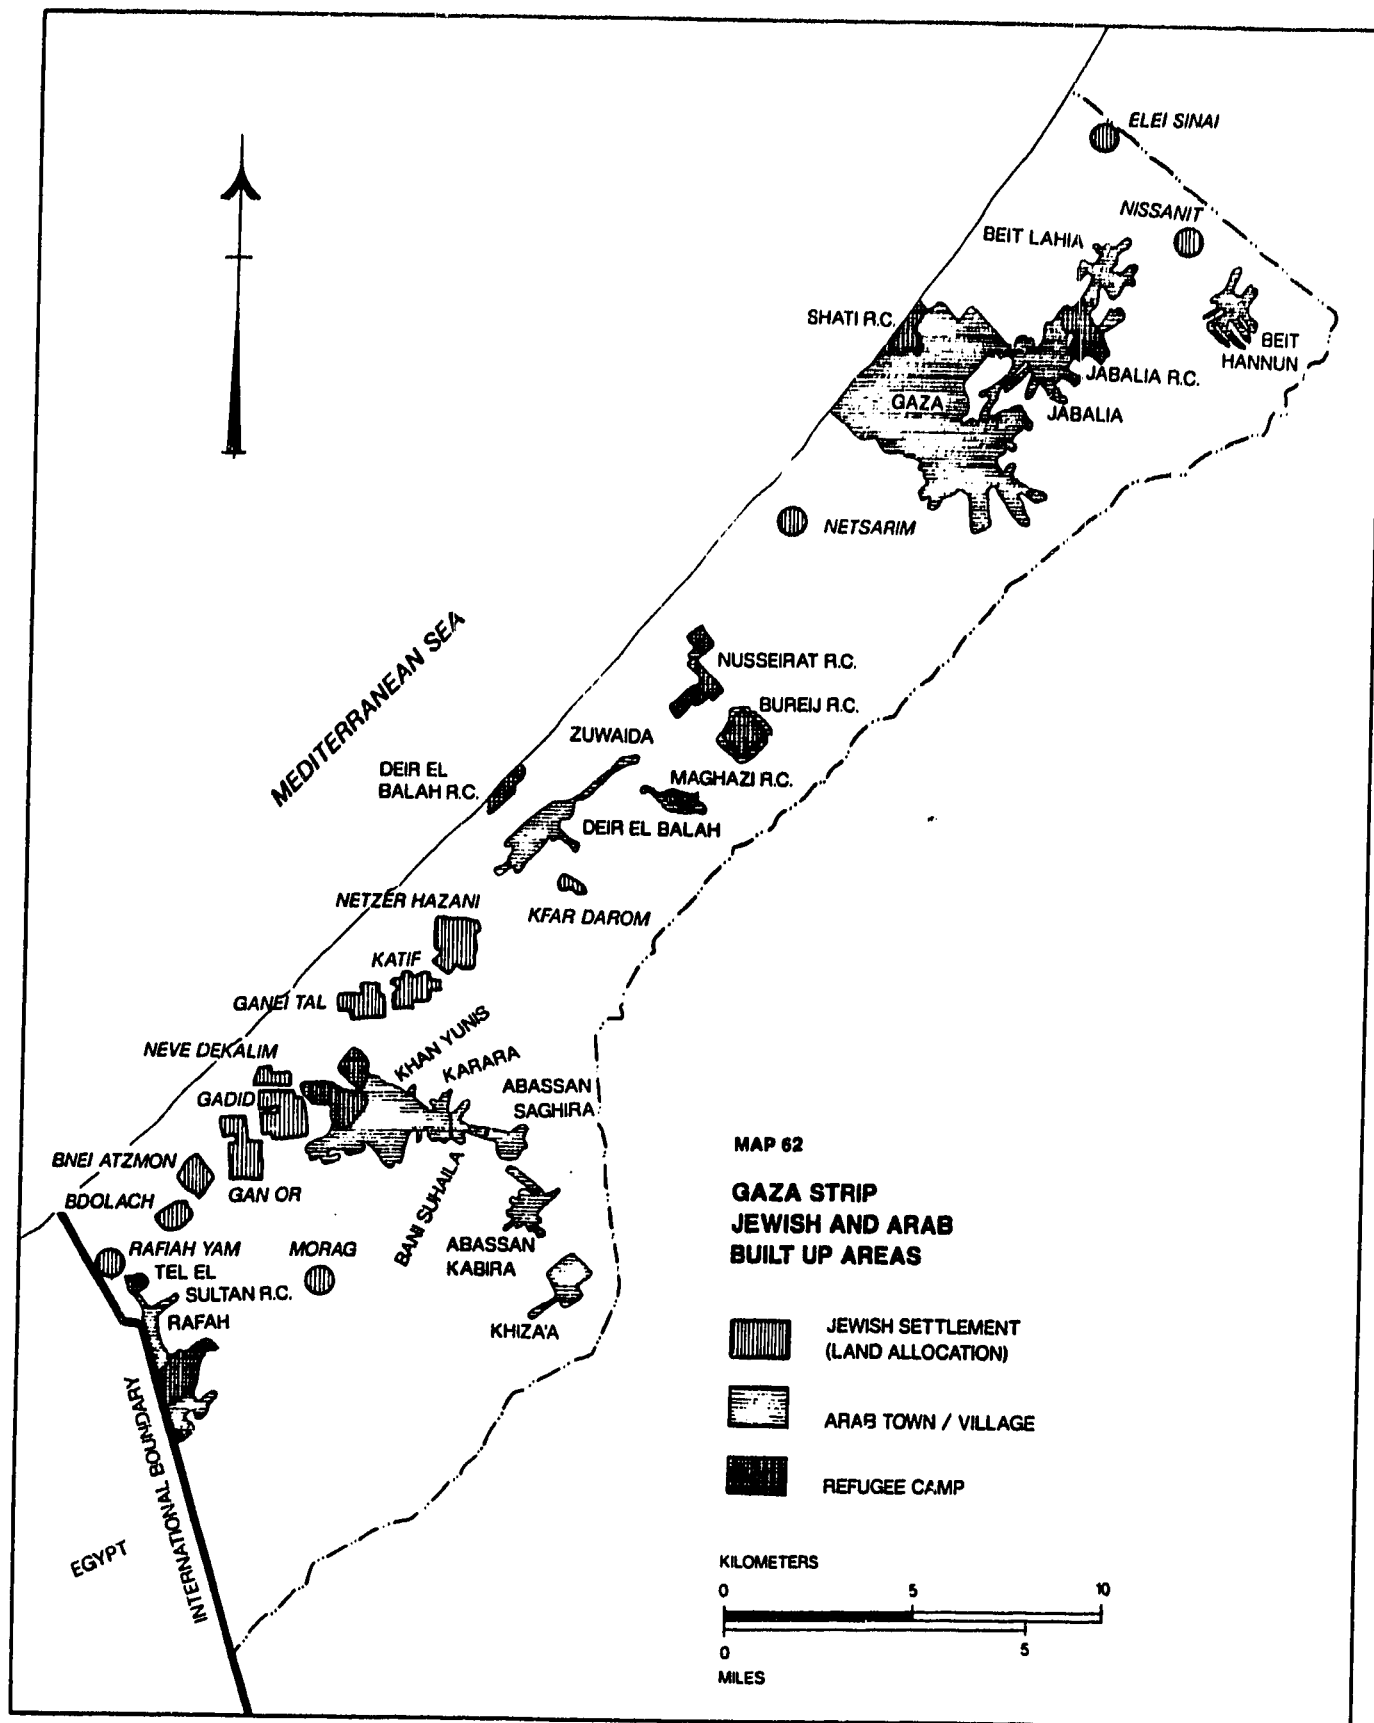 ELEI SINAI
NISSANIT
BEIT LAHIA
SHATI R.C.
BEIT
HANNUN
JABALIA R.C.
GAZA
JABALIA
NETSARIM
MEDITERRANEAN SEA
NUSSEIRAT R.C.
BUREIJ R.C.
ZUWAIDA
DEIR EL
BALAH R.C.
MAGHAZI R.C.
DEIR EL BALAH
NETZER HAZANI
KFAR DAROM
KATIF
GANEI TAL
KHAN YUNIS
NEVE DEKALIM
KARARA
ABASSAN
SAGHIRA
GADID
BNEI ATZMON
GAN OR
BDOLACH
BANI SUHAILA
ABASSAN
KABIRA
RAFIAH YAM
MORAG
TEL EL
SULTAN R.C.
RAFAH
KHIZA'A
INTERNATIONAL BOUNDARY
EGYPT
MAP 62
GAZA STRIP
JEWISH AND ARAB
BUILT UP AREAS
JEWISH SETTLEMENT
(LAND ALLOCATION)
ARAB TOWN / VILLAGE
REFUGEE CAMP
KILOMETERS
0 5 10
0 5
MILES